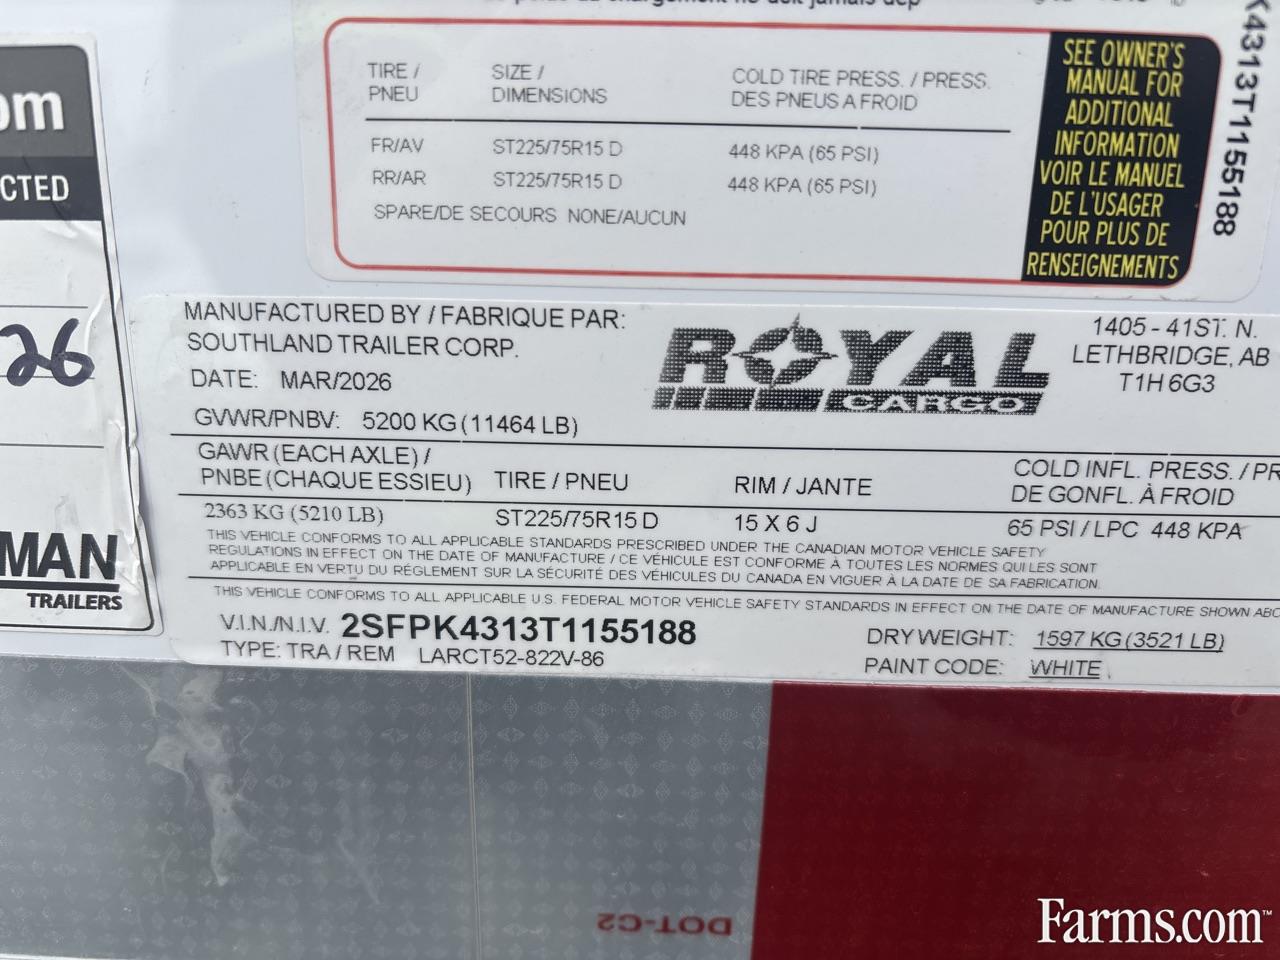 TIRE / PNEU
SIZE / DIMENSIONS
COLD TIRE PRESS. / PRESS. DES PNEUS A FROID
FR/AV ST225/75R15 D 448 KPA (65 PSI)
RR/AR ST225/75R15 D 448 KPA (65 PSI)
SPARE/DE SECOURS NONE/AUCUN
SEE OWNER'S
MANUAL FOR
ADDITIONAL
INFORMATION
VOIR LE MANUEL
DE L'USAGER
POUR PLUS DE
RENSEIGNEMENTS
K4313T1155188
om
CTED
26
MAN
TRAILERS
MANUFACTURED BY / FABRIQUE PAR:
SOUTHLAND TRAILER CORP.
DATE: MAR/2026
GVWR/PNBV: 5200 KG (11464 LB)
ROYAL
CARGO
1405 - 41ST. N.
LETHBRIDGE, AB
T1H 6G3
GAWR (EACH AXLE) /
PNBE (CHAQUE ESSIEU) TIRE / PNEU RIM / JANTE
COLD INFL. PRESS. / PR
DE GONFL. À FROID
2363 KG (5210 LB) ST225/75R15 D 15 X 6 J 65 PSI / LPC 448 KPA
THIS VEHICLE CONFORMS TO ALL APPLICABLE STANDARDS PRESCRIBED UNDER THE CANADIAN MOTOR VEHICLE SAFETY
REGULATIONS IN EFFECT ON THE DATE OF MANUFACTURE / CE VÉHICULE EST CONFORME À TOUTES LES NORMES QUI LES SONT
APPLICABLE EN VERTU DU RÉGLEMENT SUR LA SÉCURITÉ DES VÉHICULES DU CANADA EN VIGUER À LA DATE DE SA FABRICATION.
THIS VEHICLE CONFORMS TO ALL APPLICABLE U.S. FEDERAL MOTOR VEHICLE SAFETY STANDARDS IN EFFECT ON THE DATE OF MANUFACTURE SHOWN ABO
V.I.N./N.I.V. 2SFPK4313T1155188
TYPE: TRA / REM LARCT52-822V-86
DRY WEIGHT: 1597 KG (3521 LB)
PAINT CODE: WHITE
DOT-C2
Farms.com™